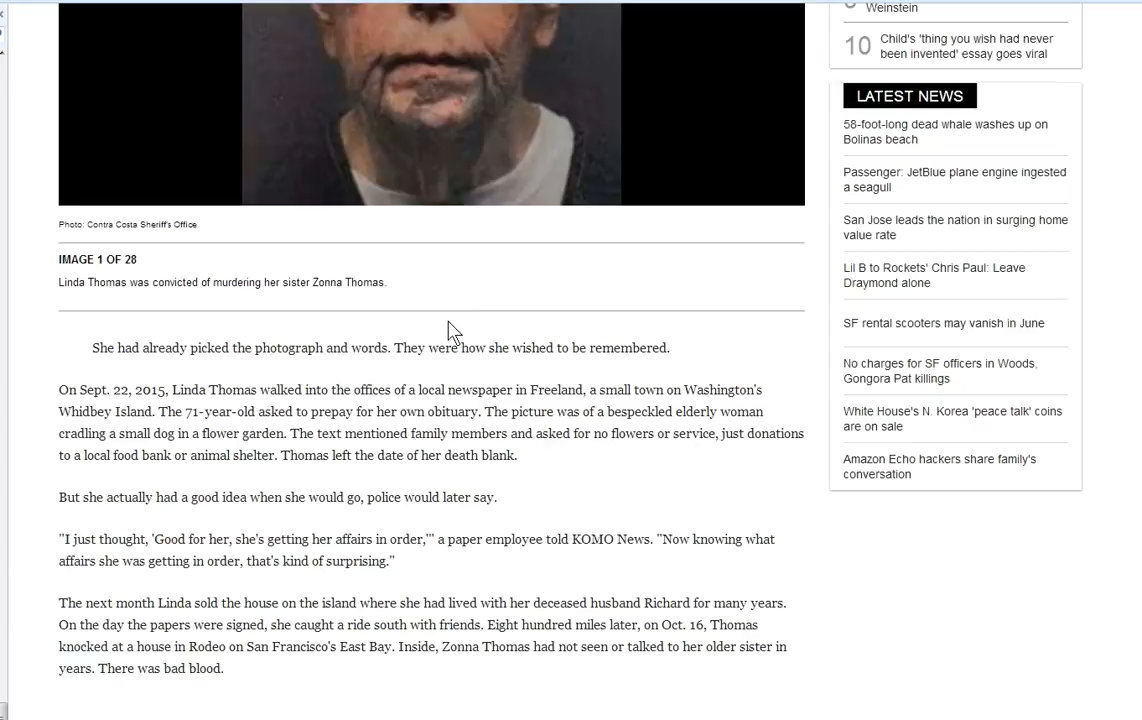 Weinstein
10
Child's 'thing you wish had never
been invented' essay goes viral
LATEST NEWS
58-foot-long dead whale washes up on
Bolinas beach
Passenger: JetBlue plane engine ingested
a seagull
San Jose leads the nation in surging home
value rate
Lil B to Rockets' Chris Paul: Leave
Draymond alone
SF rental scooters may vanish in June
No charges for SF officers in Woods,
Gongora Pat killings
White House's N. Korea 'peace talk' coins
are on sale
Amazon Echo hackers share family's
conversation
Photo: Contra Costa Sheriff's Office
IMAGE 1 OF 28
Linda Thomas was convicted of murdering her sister Zonna Thomas.
She had already picked the photograph and words. They were how she wished to be remembered.
On Sept. 22, 2015, Linda Thomas walked into the offices of a local newspaper in Freeland, a small town on Washington's
Whidbey Island. The 71-year-old asked to prepay for her own obituary. The picture was of a bespeckled elderly woman
cradling a small dog in a flower garden. The text mentioned family members and asked for no flowers or service, just donations
to a local food bank or animal shelter. Thomas left the date of her death blank.
But she actually had a good idea when she would go, police would later say.
"I just thought, 'Good for her, she's getting her affairs in order,'" a paper employee told KOMO News. "Now knowing what
affairs she was getting in order, that's kind of surprising."
The next month Linda sold the house on the island where she had lived with her deceased husband Richard for many years.
On the day the papers were signed, she caught a ride south with friends. Eight hundred miles later, on Oct. 16, Thomas
knocked at a house in Rodeo on San Francisco's East Bay. Inside, Zonna Thomas had not seen or talked to her older sister in
years. There was bad blood.